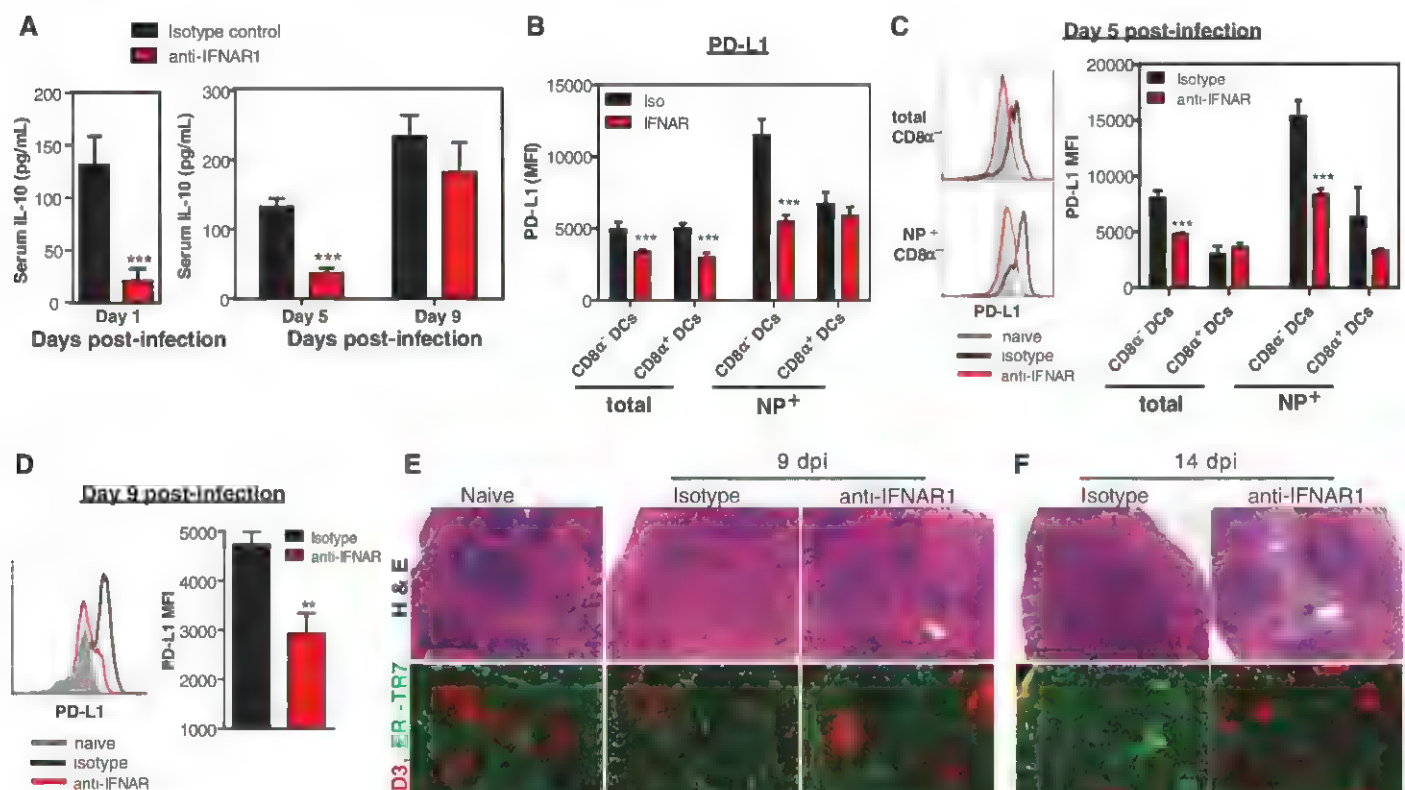 A
Isotype control
anti-IFNAR1
Serum IL-10 (pg/mL)
200
150
100
50
0
***
Day 1
Days post-infection
Serum IL-10 (pg/mL)
300
200
100
0
***
Day 5
Day 9
Days post-infection
B
PD-L1
PD-L1 (MFI)
15000
10000
5000
0
Iso
IFNAR
***
***
***
CD8α⁻ DCs
CD8α⁺ DCs
CD8α⁻ DCs
CD8α⁺ DCs
total
NP⁺
C
Day 5 post-infection
total
CD8α⁻
NP⁺
CD8α⁻
PD-L1
naive
isotype
anti-IFNAR
PD-L1 MFI
20000
15000
10000
5000
0
Isotype
anti-IFNAR
***
***
CD8α⁻ DCs
CD8α⁺ DCs
CD8α⁻ DCs
CD8α⁺ DCs
total
NP⁺
D
Day 9 post-infection
PD-L1
naive
isotype
anti-IFNAR
PD-L1 MFI
5000
4000
3000
4000
3000
2000
1000
Isotype
anti-IFNAR
**
E
9 dpi
Naive
Isotype
anti-IFNAR1
H & E
D3, ER-TR7
F
14 dpi
Isotype
anti-IFNAR1